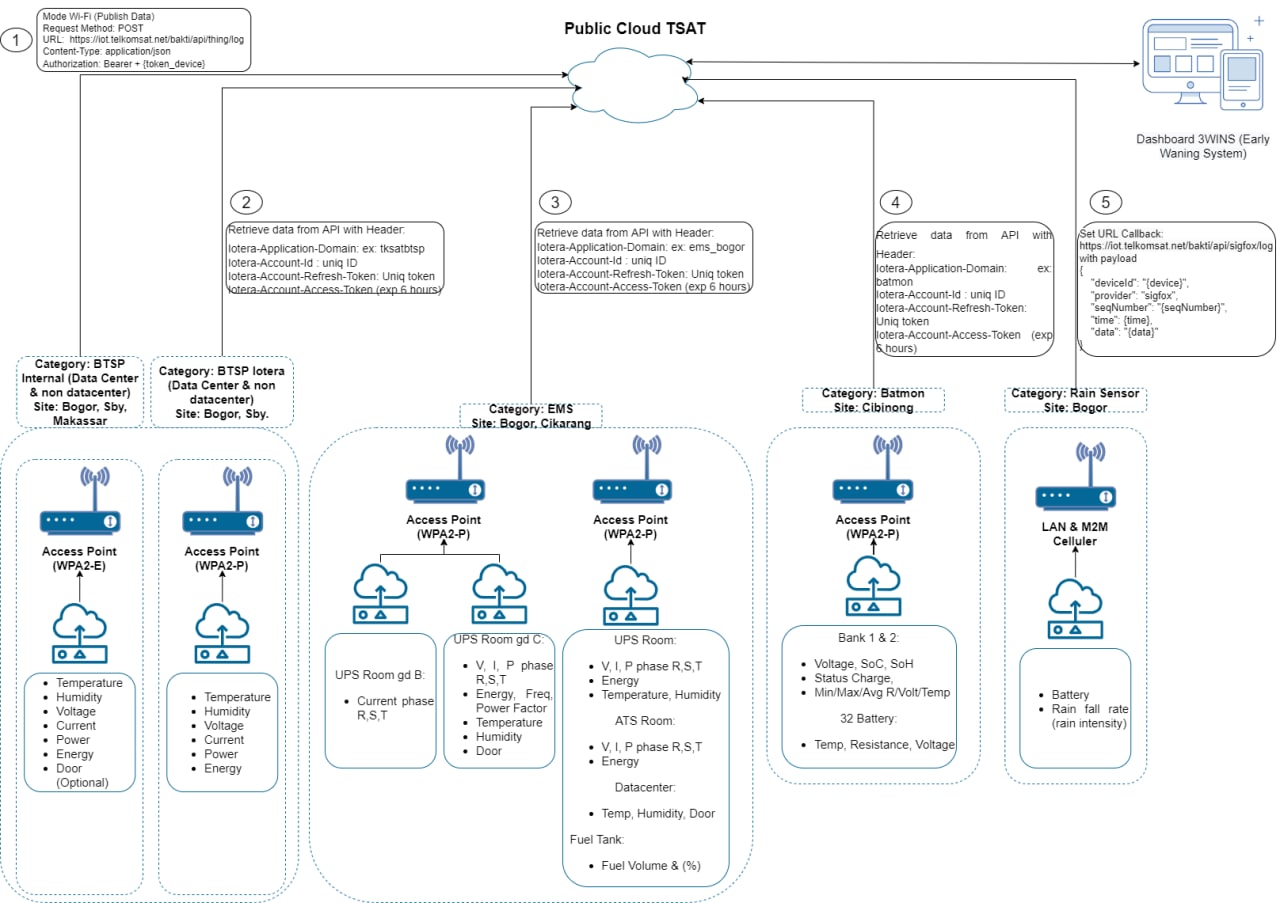 1
Mode Wi-Fi (Publish Data)
Request Method: POST
URL: https://iot.telkomsat.net/bakti/api/thing/log
Content-Type: application/json
Authorization: Bearer + {token_device}
Public Cloud TSAT
Dashboard 3WINS (Early
Waning System)
2
Retrieve data from API with Header:
Iotera-Application-Domain: ex: tksatbtsp
Iotera-Account-Id : uniq ID
Iotera-Account-Refresh-Token: Uniq token
Iotera-Account-Access-Token (exp 6 hours)
3
Retrieve data from API with Header:
Iotera-Application-Domain: ex: ems_bogor
Iotera-Account-Id : uniq ID
Iotera-Account-Refresh-Token: Uniq token
Iotera-Account-Access-Token (exp 6 hours)
4
Retrieve data from API with
Header:
Iotera-Application-Domain: ex:
batmon
Iotera-Account-Id : uniq ID
Iotera-Account-Refresh-Token:
Uniq token
Iotera-Account-Access-Token (exp
6 hours)
5
Set URL Callback:
https://iot.telkomsat.net/bakti/api/sigfox/log
with payload
{
"deviceId": "{device}",
"provider": "sigfox",
"seqNumber": "{seqNumber}",
"time": {time},
"data": "{data}"
}
Category: BTSP
Internal (Data Center
& non datacenter)
Site: Bogor, Sby,
Makassar
Category: BTSP Iotera
(Data Center & non
datacenter)
Site: Bogor, Sby.
Category: EMS
Site: Bogor, Cikarang
Category: Batmon
Site: Cibinong
Category: Rain Sensor
Site: Bogor
Access Point
(WPA2-E)
• Temperature
• Humidity
• Voltage
• Current
• Power
• Energy
• Door
(Optional)
Access Point
(WPA2-P)
• Temperature
• Humidity
• Voltage
• Current
• Power
• Energy
Access Point
(WPA2-P)
UPS Room gd B:
• Current phase
R,S,T
UPS Room gd C:
• V, I, P phase
R,S,T
• Energy, Freq,
Power Factor
• Temperature
• Humidity
• Door
Access Point
(WPA2-P)
UPS Room:
• V, I, P phase R,S,T
• Energy
• Temperature, Humidity
ATS Room:
• V, I, P phase R,S,T
• Energy
Datacenter:
• Temp, Humidity, Door
Fuel Tank:
• Fuel Volume & (%)
Access Point
(WPA2-P)
Bank 1 & 2:
• Voltage, SoC, SoH
• Status Charge,
• Min/Max/Avg R/Volt/Temp
32 Battery:
• Temp, Resistance, Voltage
LAN & M2M
Celluler
• Battery
• Rain fall rate
(rain intensity)